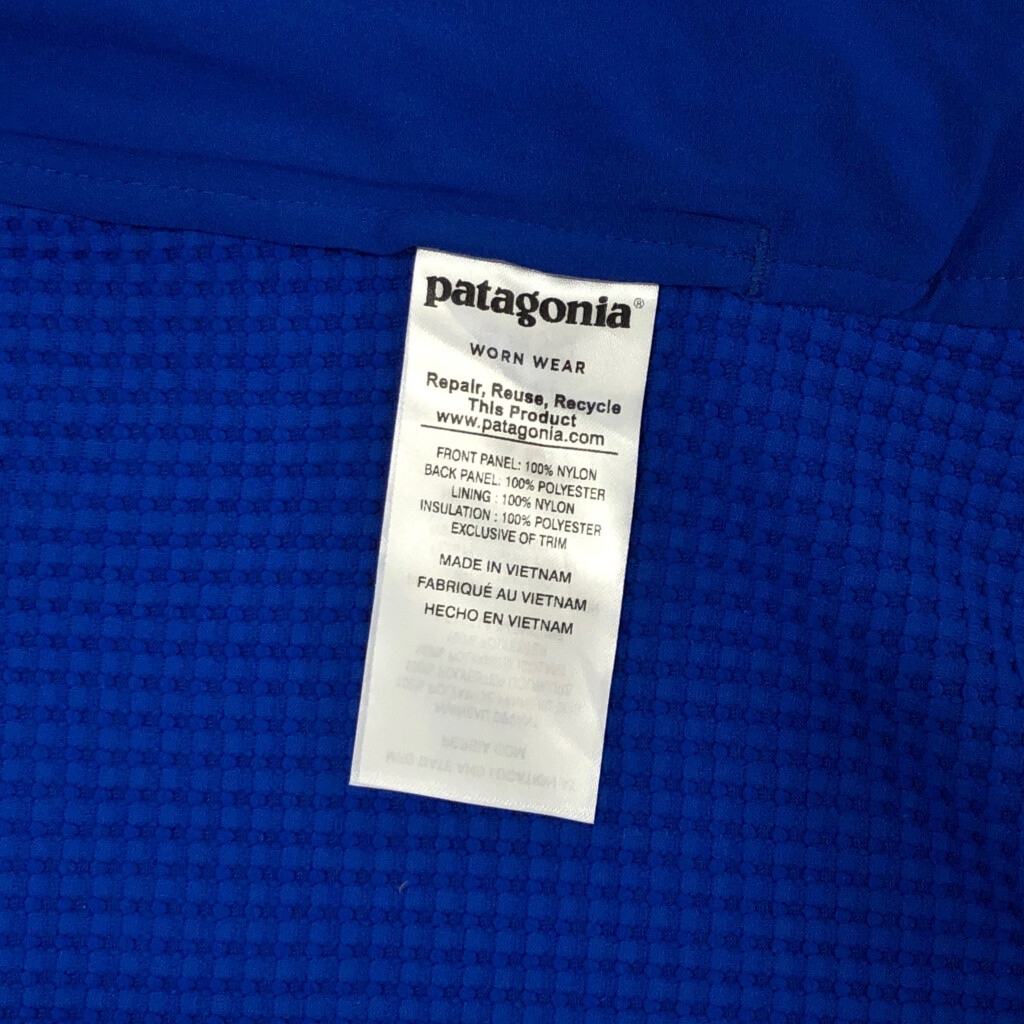 patagonia®
WORN WEAR
Repair, Reuse, Recycle
This Product
www.patagonia.com
FRONT PANEL: 100% NYLON
BACK PANEL: 100% POLYESTER
LINING : 100% NYLON
INSULATION : 100% POLYESTER
EXCLUSIVE OF TRIM
MADE IN VIETNAM
FABRIQUÉ AU VIETNAM
HECHO EN VIETNAM